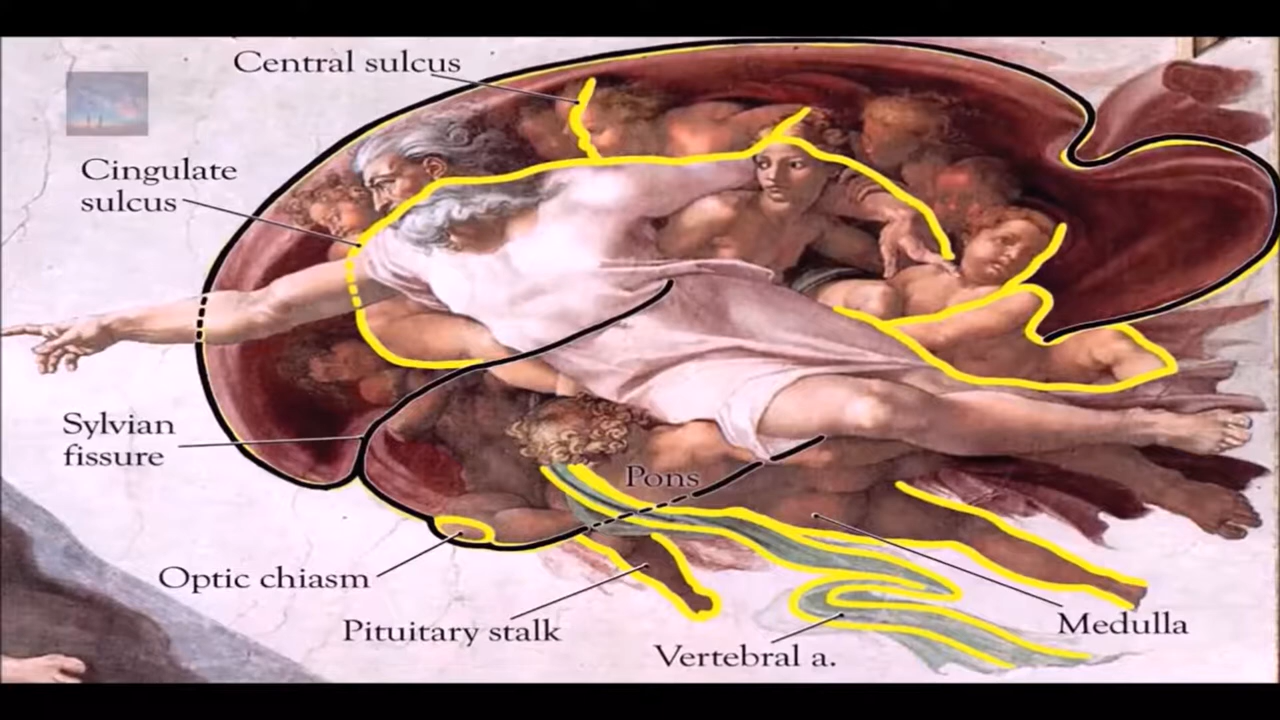 Central sulcus
Cingulate
sulcus
Sylvian
fissure
Pons
Optic chiasm
Pituitary stalk
Medulla
Vertebral a.